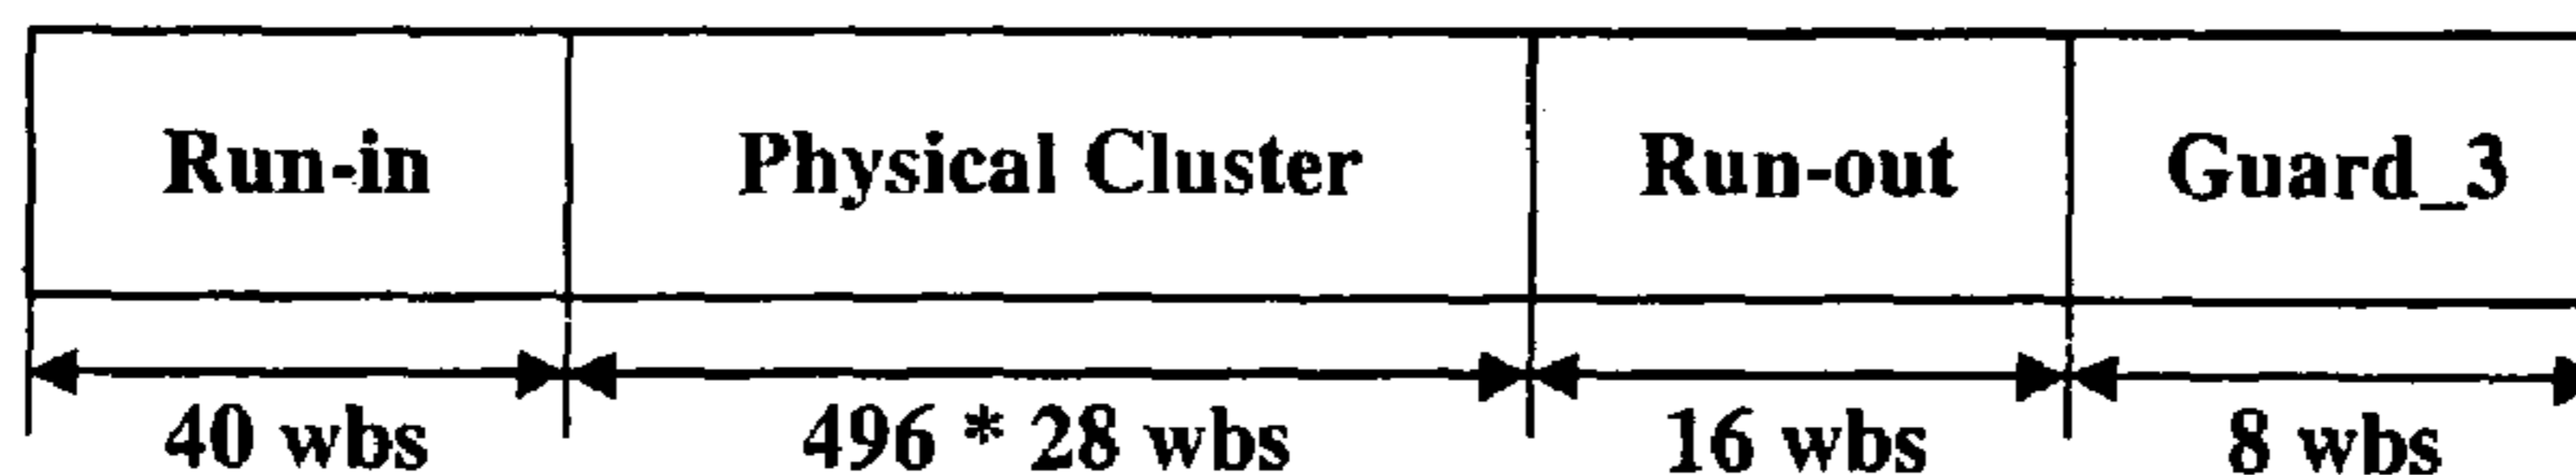 Run-in Physical Cluster Run-out Guard_3
40 wbs 496 * 28 wbs 16 wbs 8 wbs